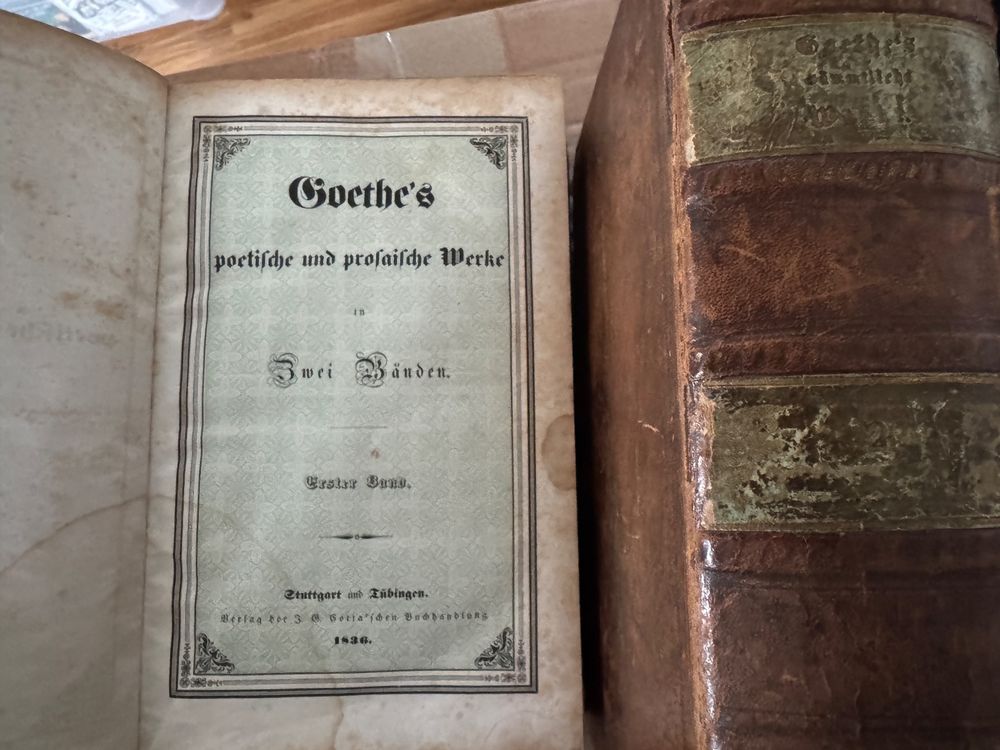 Goethe's
poetische und prosaische Werke
in
Zwei Bänden.
Erster Band.
Stuttgart und Tübingen.
Verlag der J. G. Cotta'schen Buchhandlung
1836.
Goethe's